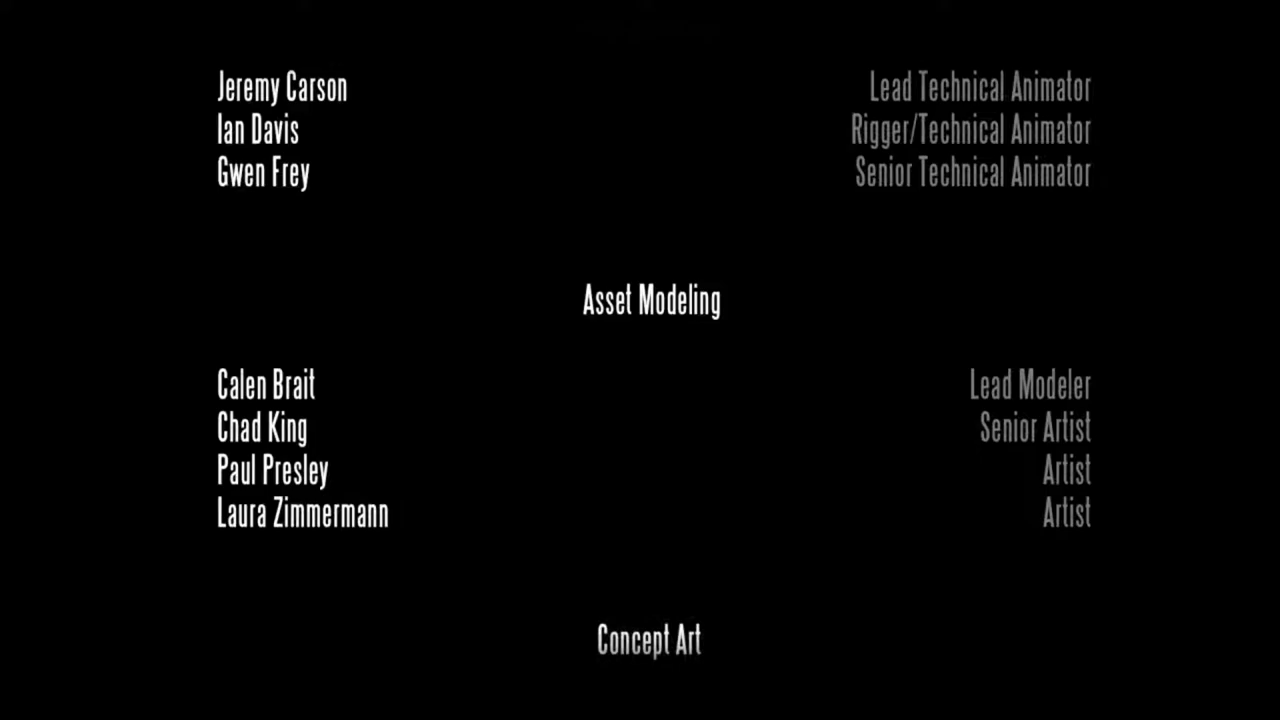 Jeremy Carson Lead Technical Animator
Ian Davis Rigger/Technical Animator
Gwen Frey Senior Technical Animator
Asset Modeling
Calen Brait Lead Modeler
Chad King Senior Artist
Paul Presley Artist
Laura Zimmermann Artist
Concept Art